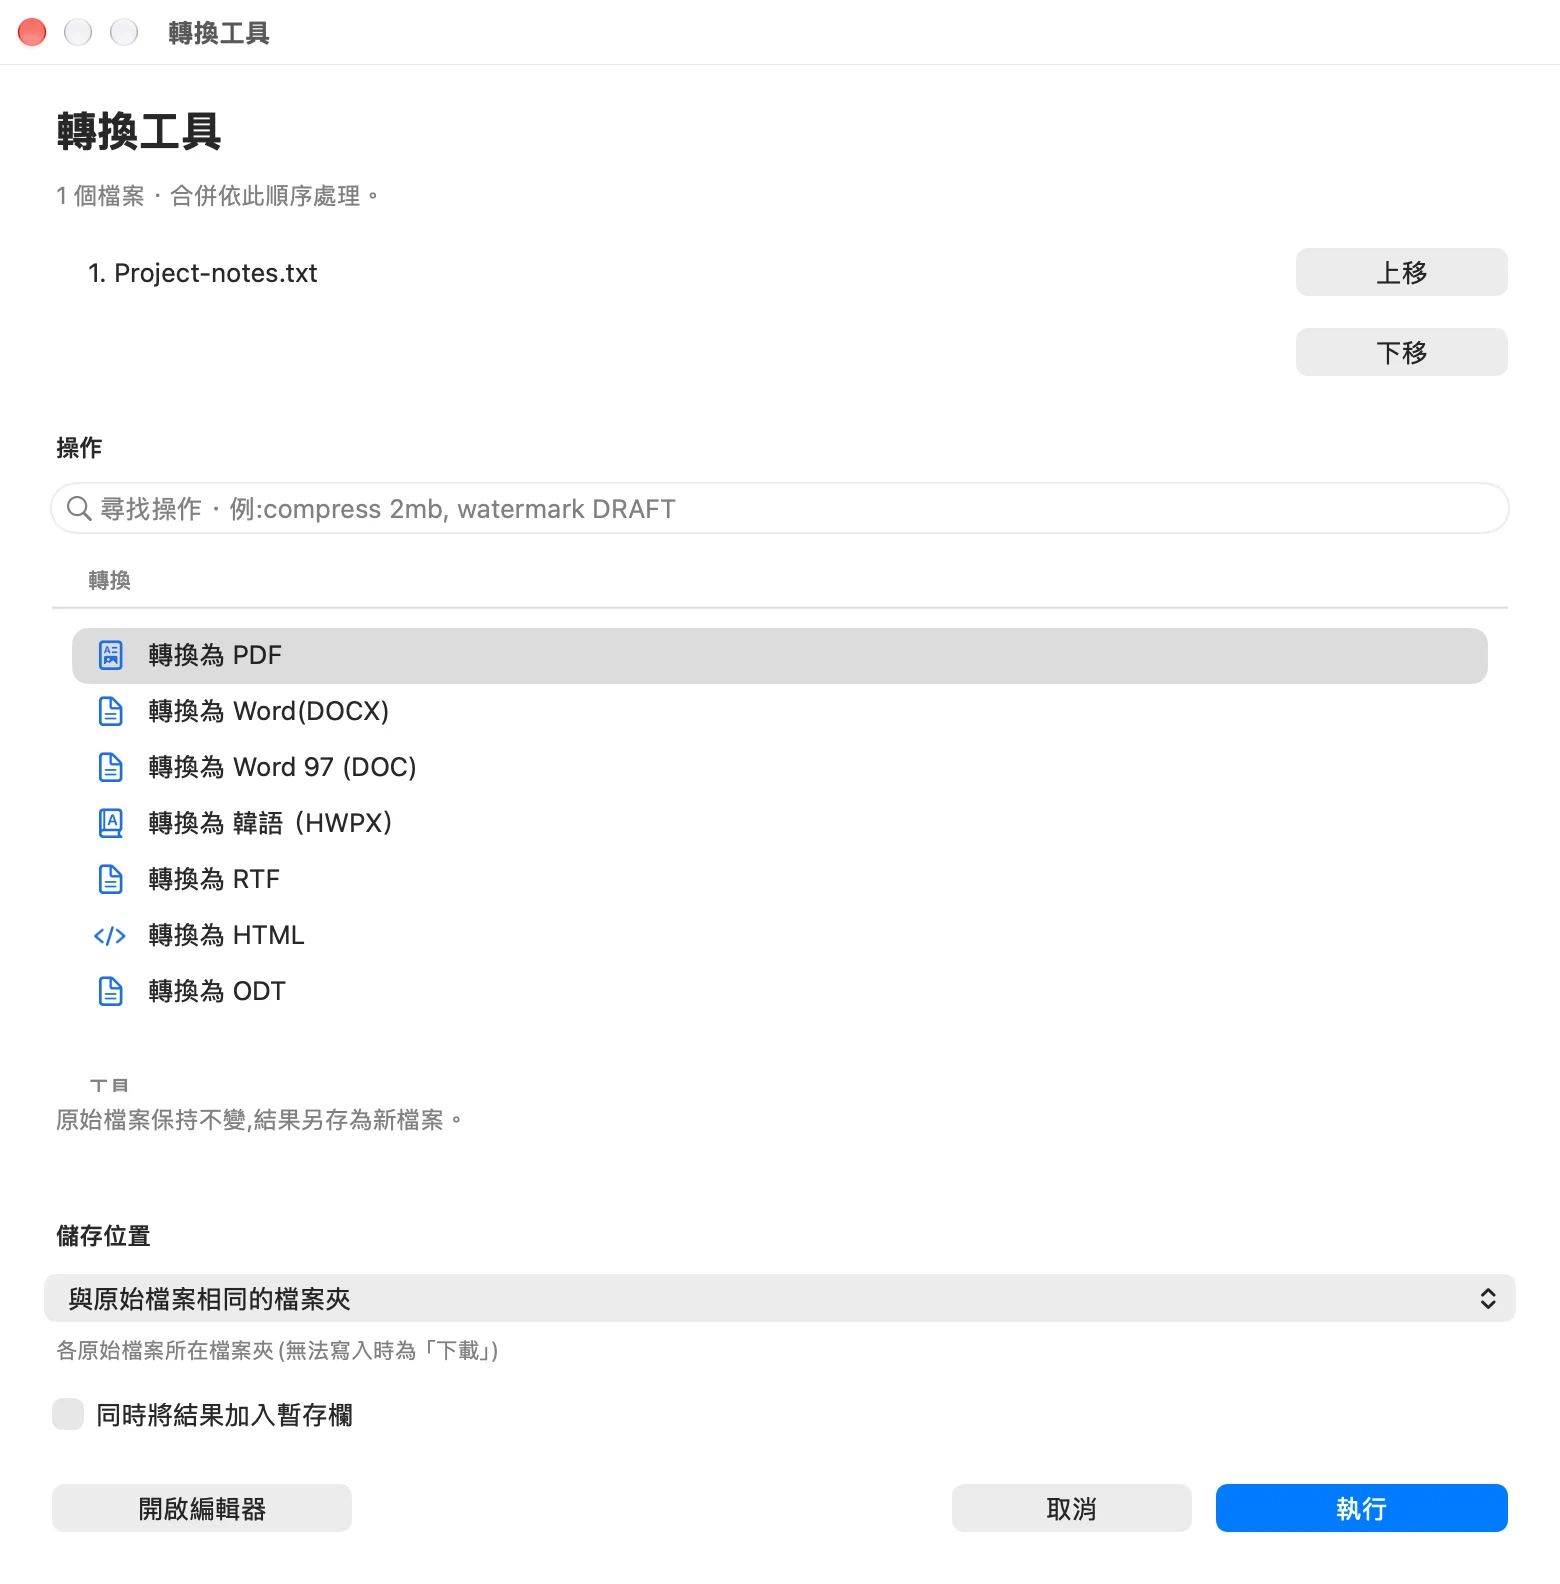 轉換工具
轉換工具
1 個檔案・合併依此順序處理。
1. Project-notes.txt
上移
下移
操作
尋找操作・例:compress 2mb, watermark DRAFT
轉換
轉換為 PDF
轉換為 Word(DOCX)
轉換為 Word 97 (DOC)
轉換為 韓語（HWPX）
轉換為 RTF
轉換為 HTML
轉換為 ODT
工具
原始檔案保持不變,結果另存為新檔案。
儲存位置
與原始檔案相同的檔案夾
各原始檔案所在檔案夾(無法寫入時為「下載」)
同時將結果加入暫存欄
開啟編輯器
取消
執行